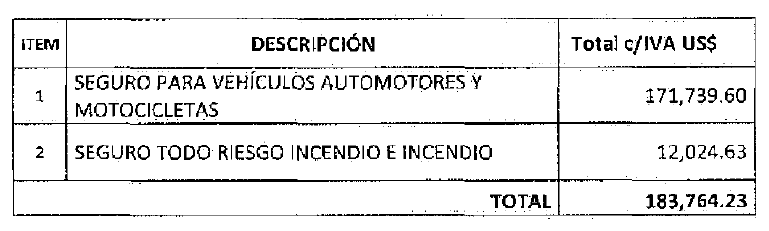 ITEM DESCRIPCIÓN Total c/IVA US$
1 SEGURO PARA VEHÍCULOS AUTOMOTORES Y
MOTOCICLETAS 171,739.60
2 SEGURO TODO RIESGO INCENDIO E INCENDIO 12,024.63
TOTAL 183,764.23